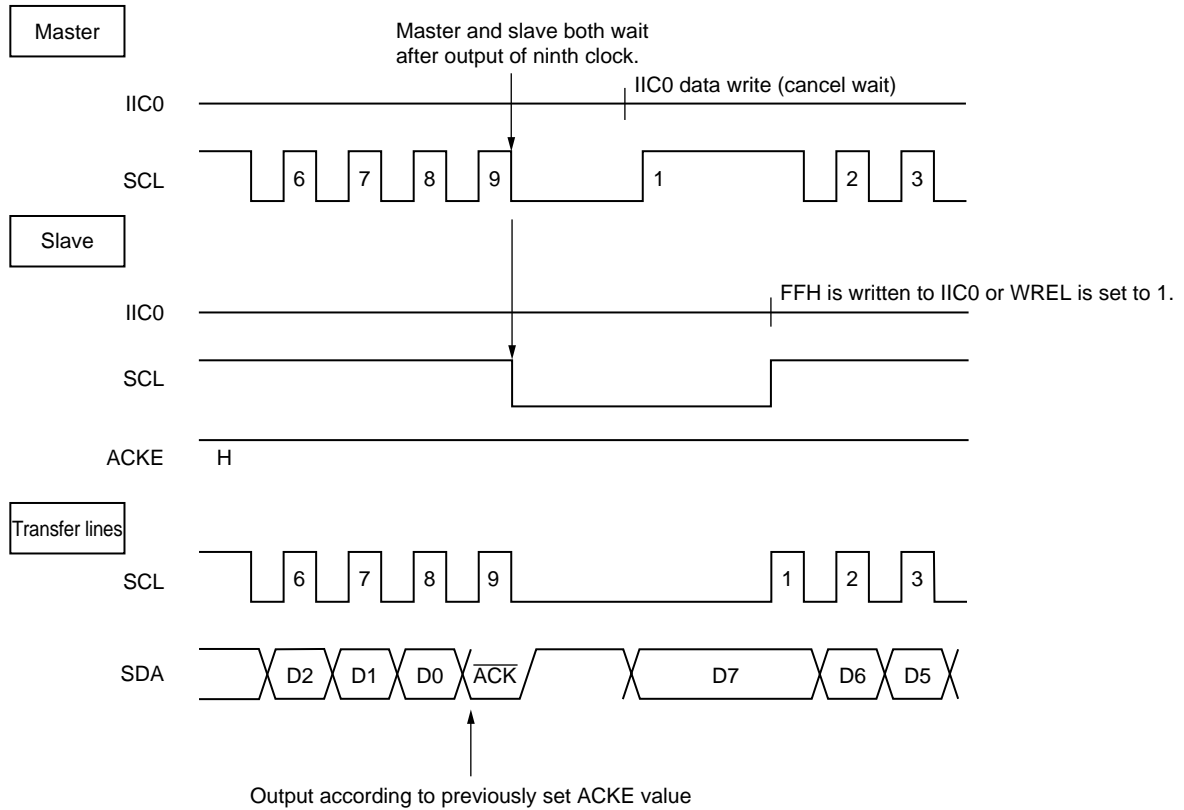 Master
Master and slave both wait
after output of ninth clock.
IIC0 data write (cancel wait)
IIC0
SCL 6 7 8 9 1 2 3
Slave
FFH is written to IIC0 or WREL is set to 1.
IIC0
SCL
ACKE H
Transfer lines
SCL 6 7 8 9 1 2 3
SDA D2 D1 D0 ACK D7 D6 D5
Output according to previously set ACKE value